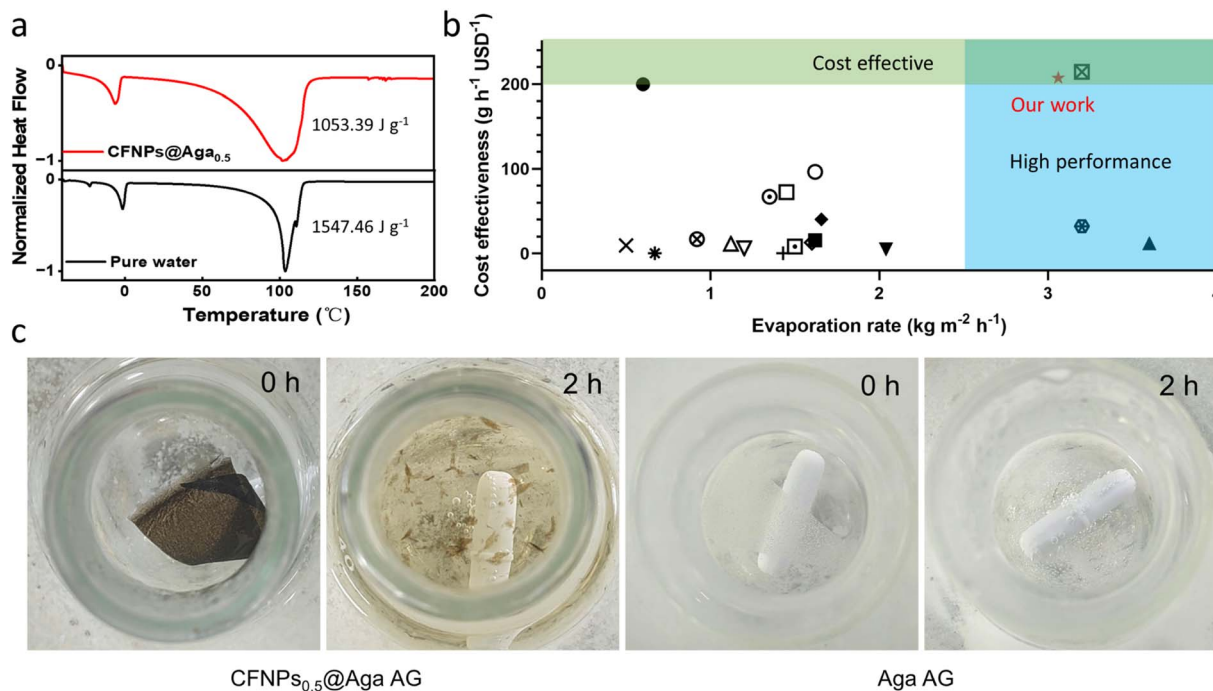 a
Normalized Heat Flow
0
−1
1053.39 J g⁻¹
CFNPs@Aga₀.₅
0
−1
1547.46 J g⁻¹
Pure water
0
50
100
150
200
Temperature (℃)
b
Cost effectiveness (g h⁻¹ USD⁻¹)
200
100
0
Cost effective
Our work
High performance
0
1
2
3
4
Evaporation rate (kg m⁻² h⁻¹)
c
0 h
2 h
0 h
2 h
CFNPs₀.₅@Aga AG
Aga AG